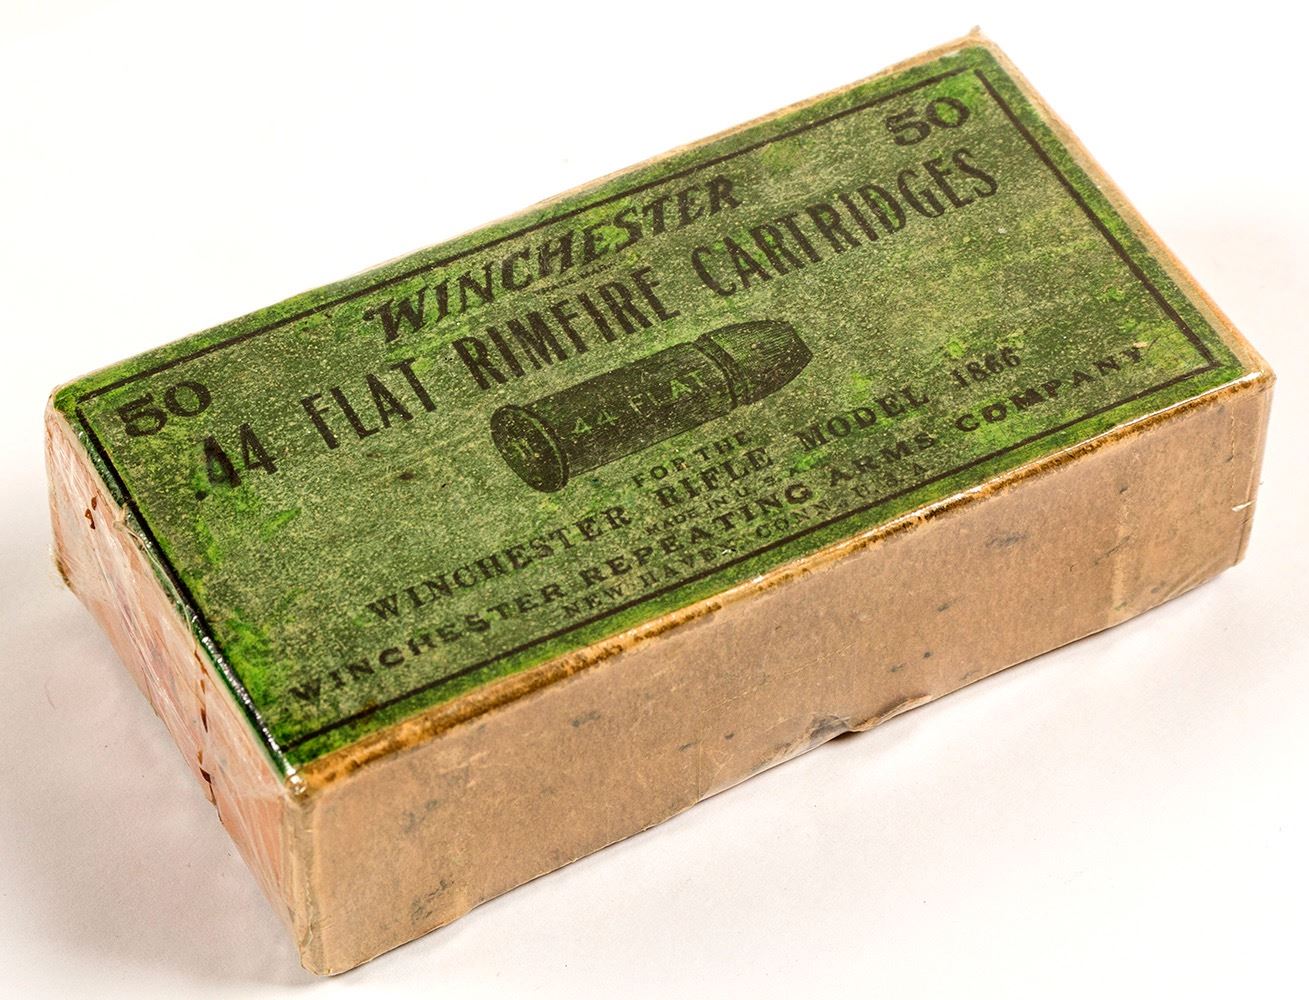 50 50
WINCHESTER
.44 FLAT RIMFIRE CARTRIDGES
H
44 FLAT
FOR THE
WINCHESTER RIFLE MODEL 1866
MADE IN U.S.A.
WINCHESTER REPEATING ARMS COMPANY
NEW HAVEN, CONN. U.S.A.